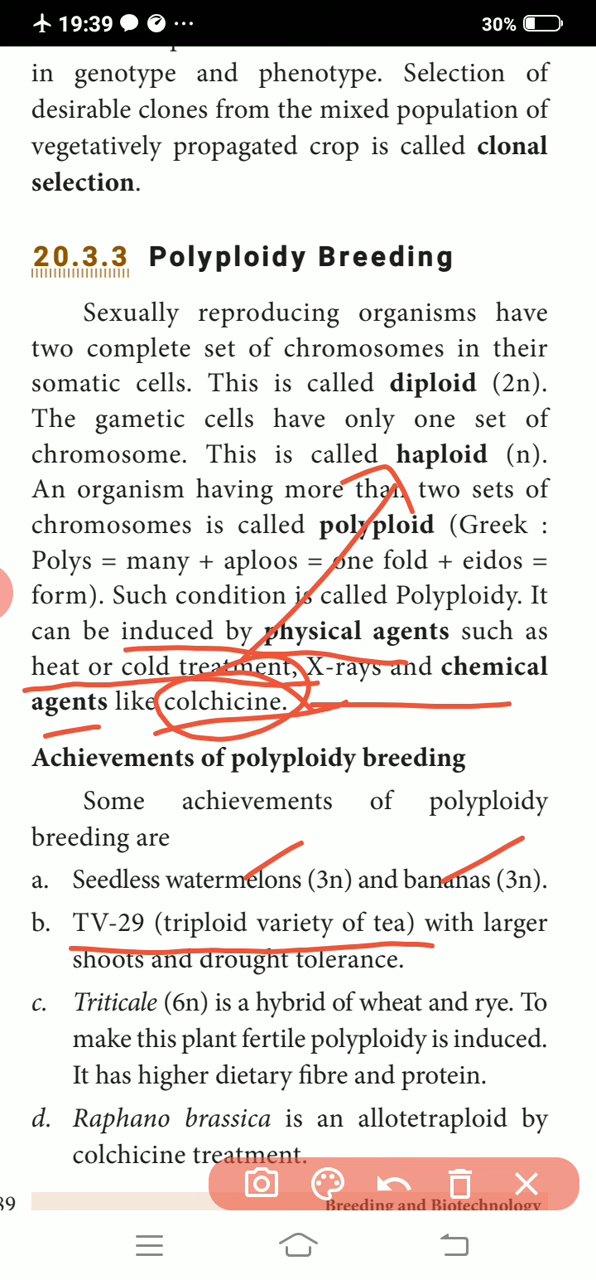 19:39
30%
in genotype and phenotype. Selection of
desirable clones from the mixed population of
vegetatively propagated crop is called clonal
selection.
20.3.3 Polyploidy Breeding
Sexually reproducing organisms have
two complete set of chromosomes in their
somatic cells. This is called diploid (2n).
The gametic cells have only one set of
chromosome. This is called haploid (n).
An organism having more than two sets of
chromosomes is called polyploid (Greek :
Polys = many + aploos = one fold + eidos =
form). Such condition is called Polyploidy. It
can be induced by physical agents such as
heat or cold treatment, X-rays and chemical
agents like colchicine.
Achievements of polyploidy breeding
Some achievements of polyploidy
breeding are
a. Seedless watermelons (3n) and bananas (3n).
b. TV-29 (triploid variety of tea) with larger
shoots and drought tolerance.
c. Triticale (6n) is a hybrid of wheat and rye. To
make this plant fertile polyploidy is induced.
It has higher dietary fibre and protein.
d. Raphano brassica is an allotetraploid by
colchicine treatment.
39 Breeding and Biotechnology